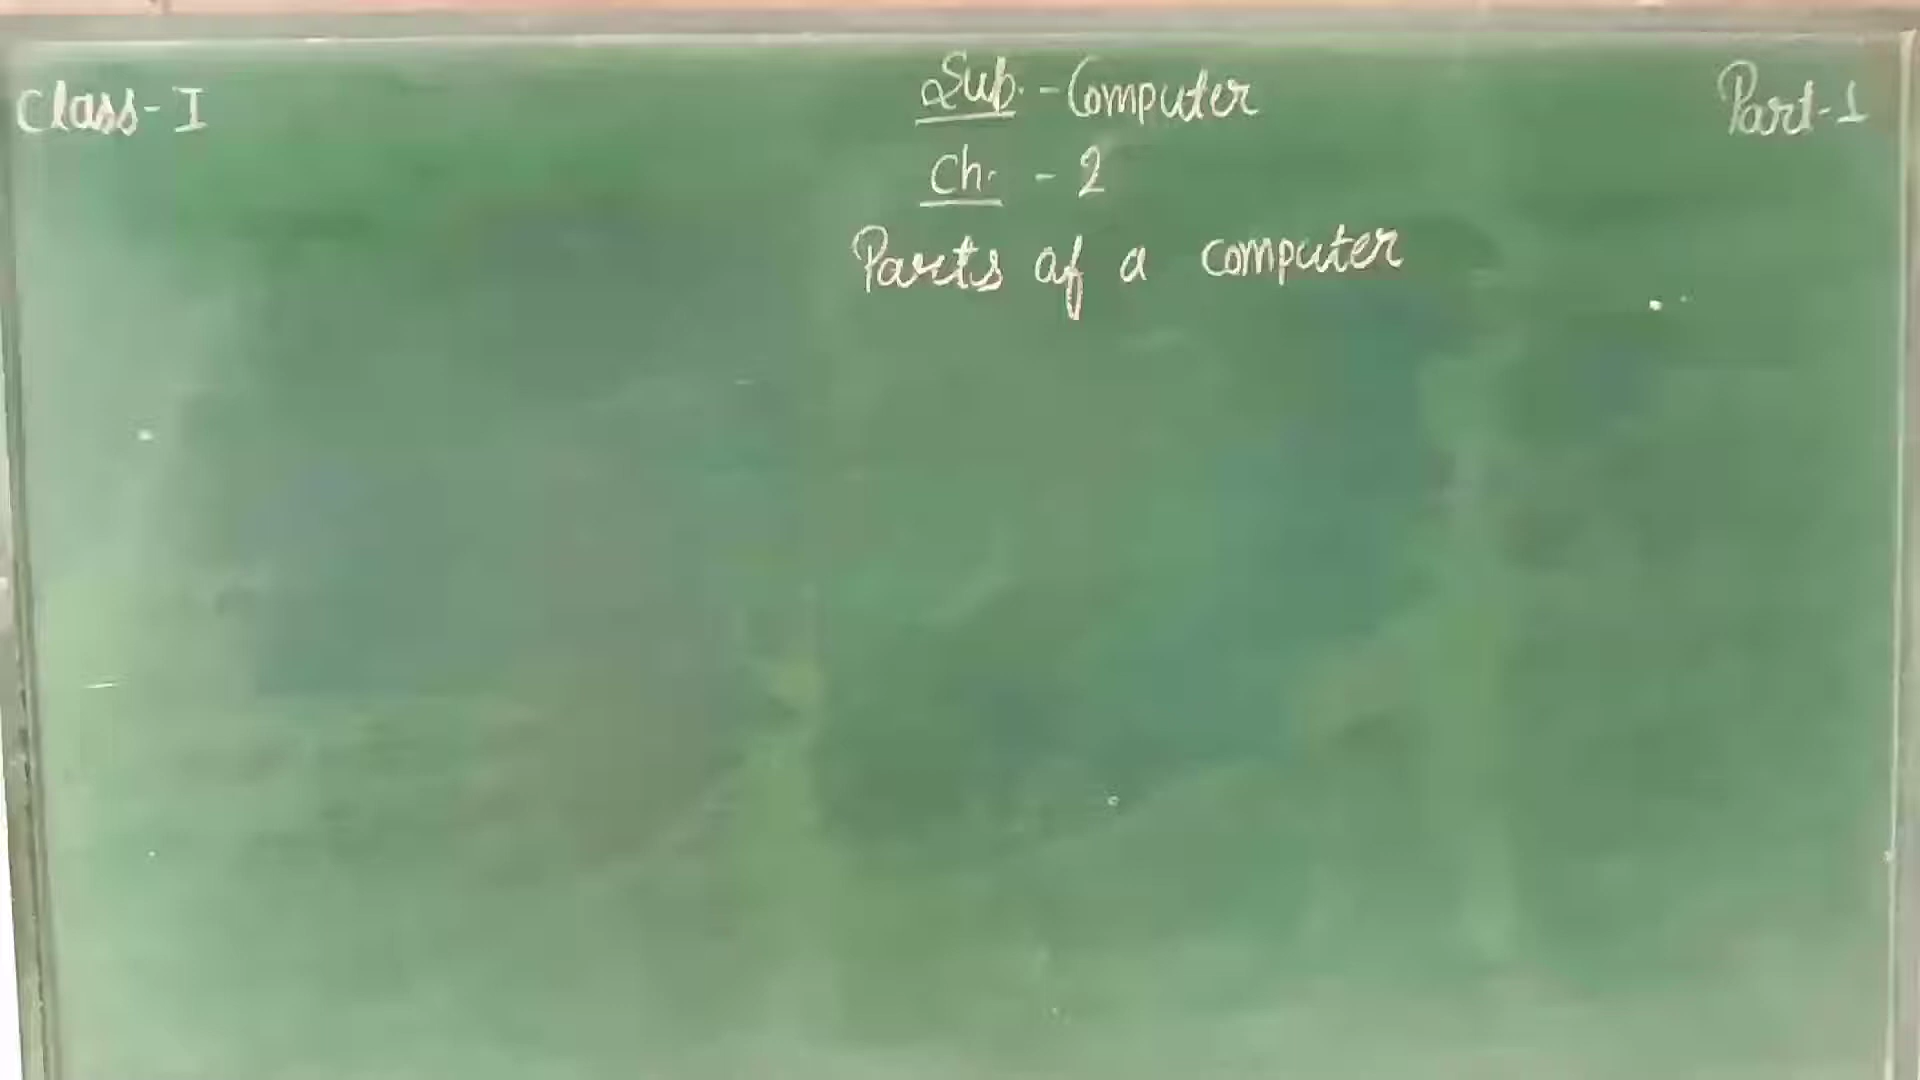 Class-I
Sub. - Computer
Part-1
Ch. - 2
Parts of a computer